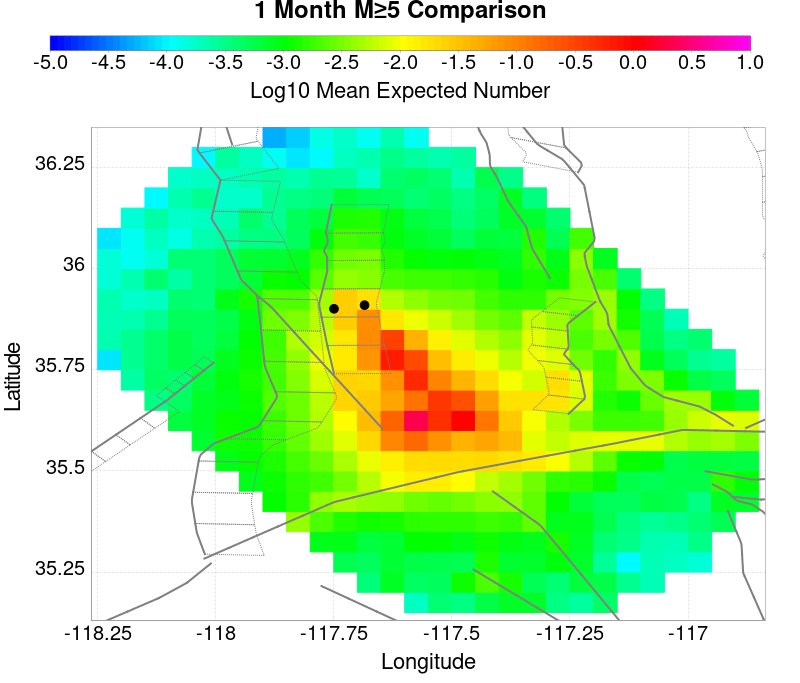 1 Month M≥5 Comparison
-5.0 -4.5 -4.0 -3.5 -3.0 -2.5 -2.0 -1.5 -1.0 -0.5 0.0 0.5 1.0
Log10 Mean Expected Number
36.25
36
35.75
35.5
35.25
Latitude
-118.25 -118 -117.75 -117.5 -117.25 -117
Longitude